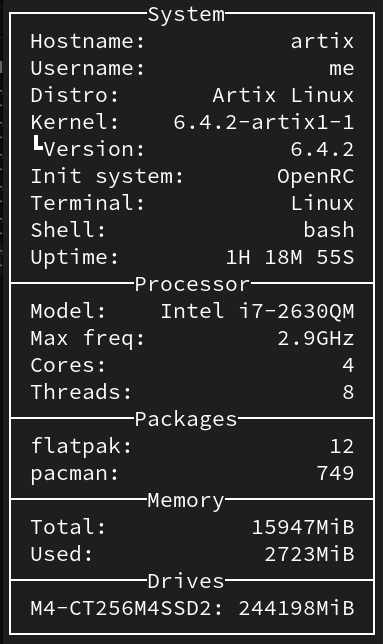 System
Hostname: artix
Username: me
Distro: Artix Linux
Kernel: 6.4.2-artix1-1
┗Version: 6.4.2
Init system: OpenRC
Terminal: Linux
Shell: bash
Uptime: 1H 18M 55S
Processor
Model: Intel i7-2630QM
Max freq: 2.9GHz
Cores: 4
Threads: 8
Packages
flatpak: 12
pacman: 749
Memory
Total: 15947MiB
Used: 2723MiB
Drives
M4-CT256M4SSD2: 244198MiB